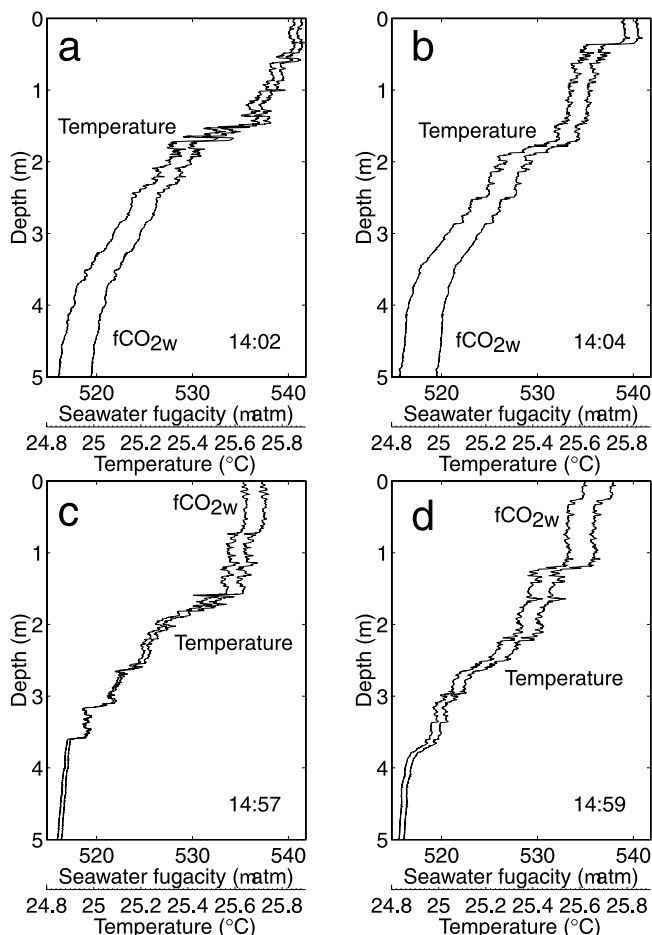 a
0
1
2
3
4
5
Depth (m)
Temperature
fCO2w
14:02
520 530 540
Seawater fugacity (matm)
24.8 25 25.2 25.4 25.6 25.8
Temperature (°C)
b
0
1
2
3
4
5
Depth (m)
Temperature
fCO2w
14:04
520 530 540
Seawater fugacity (matm)
24.8 25 25.2 25.4 25.6 25.8
Temperature (°C)
c
0
1
2
3
4
5
Depth (m)
fCO2w
Temperature
14:57
520 530 540
Seawater fugacity (matm)
24.8 25 25.2 25.4 25.6 25.8
Temperature (°C)
d
0
1
2
3
4
5
Depth (m)
fCO2w
Temperature
14:59
520 530 540
Seawater fugacity (matm)
24.8 25 25.2 25.4 25.6 25.8
Temperature (°C)